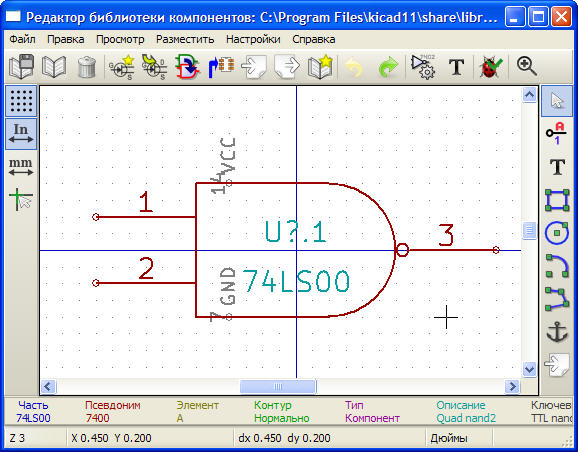 Редактор библиотеки компонентов: C:\Program Files\kicad11\share\libr...
Файл Правка Просмотр Разместить Настройки Справка
7402
T
In
mm
A
1
T
14 VCC
1
U?.1
3
2
74LS00
7 GND
Часть Псевдоним Элемент Контур Тип Описание Ключев
74LS00 7400 A Нормально Компонент Quad nand2 TTL nand
Z 3 X 0.450 Y 0.200 dx 0.450 dy 0.200 Дюймы